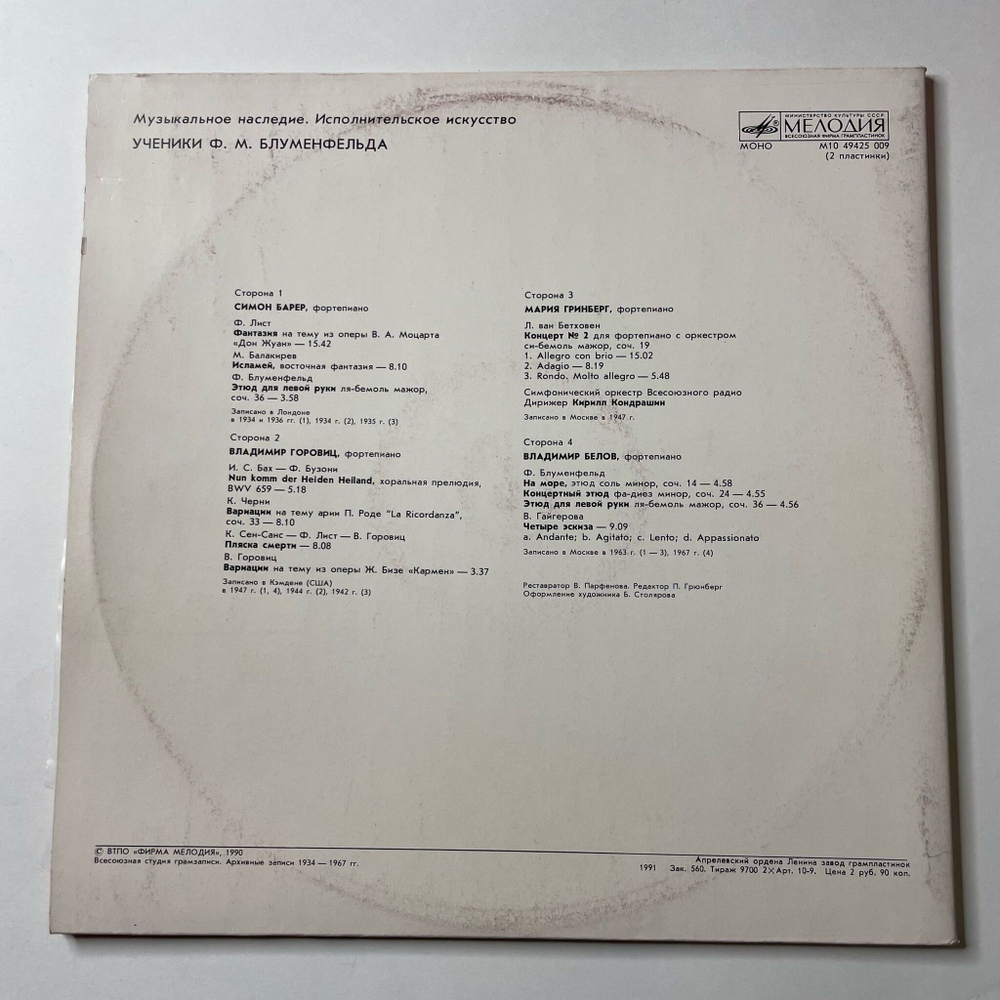 Музыкальное наследие. Исполнительское искусство
УЧЕНИКИ Ф. М. БЛУМЕНФЕЛЬДА
МИНИСТЕРСТВО КУЛЬТУРЫ СССР
МЕЛОДИЯ
ВСЕСОЮЗНАЯ ФИРМА ГРАМПЛАСТИНОК
МОНО М10 49425 009
(2 пластинки)
Сторона 1
СИМОН БАРЕР, фортепиано
Ф. Лист
Фантазия на тему из оперы В. А. Моцарта
«Дон Жуан» — 15.42
М. Балакирев
Исламей, восточная фантазия — 8.10
Ф. Блуменфельд
Этюд для левой руки ля-бемоль мажор,
соч. 36 — 3.58
Записано в Лондоне
в 1934 и 1936 гг. (1), 1934 г. (2), 1935 г. (3)
Сторона 2
ВЛАДИМИР ГОРОВИЦ, фортепиано
И. С. Бах — Ф. Бузони
Nun komm der Heiden Heiland, хоральная прелюдия,
BWV 659 — 5.18
К. Черни
Вариации на тему арии П. Роде "La Ricordanza",
соч. 33 — 8.10
К. Сен-Санс — Ф. Лист — В. Горовиц
Пляска смерти — 8.08
В. Горовиц
Вариации на тему из оперы Ж. Бизе «Кармен» — 3.37
Записано в Кэмдене (США)
в 1947 г. (1, 4), 1944 г. (2), 1942 г. (3)
Сторона 3
МАРИЯ ГРИНБЕРГ, фортепиано
Л. ван Бетховен
Концерт № 2 для фортепиано с оркестром
си-бемоль мажор, соч. 19
1. Allegro con brio — 15.02
2. Adagio — 8.19
3. Rondo. Molto allegro — 5.48
Симфонический оркестр Всесоюзного радио
Дирижер Кирилл Кондрашин
Записано в Москве в 1947 г.
Сторона 4
ВЛАДИМИР БЕЛОВ, фортепиано
Ф. Блуменфельд
На море, этюд соль минор, соч. 14 — 4.58
Концертный этюд фа-диез минор, соч. 24 — 4.55
Этюд для левой руки ля-бемоль мажор, соч. 36 — 4.56
В. Гайгерова
Четыре эскиза — 9.09
a. Andante; b. Agitato; c. Lento; d. Appassionato
Записано в Москве в 1963 г. (1 — 3), 1967 г. (4)
Реставратор В. Парфенова. Редактор П. Грюнберг
Оформление художника Б. Столярова
© ВТПО «ФИРМА МЕЛОДИЯ», 1990
Всесоюзная студия грамзаписи. Архивные записи 1934 — 1967 гг.
Апрелевский ордена Ленина завод грампластинок
1991 Зак. 560. Тираж 9700 2×Арт. 10-9. Цена 2 руб. 90 коп.